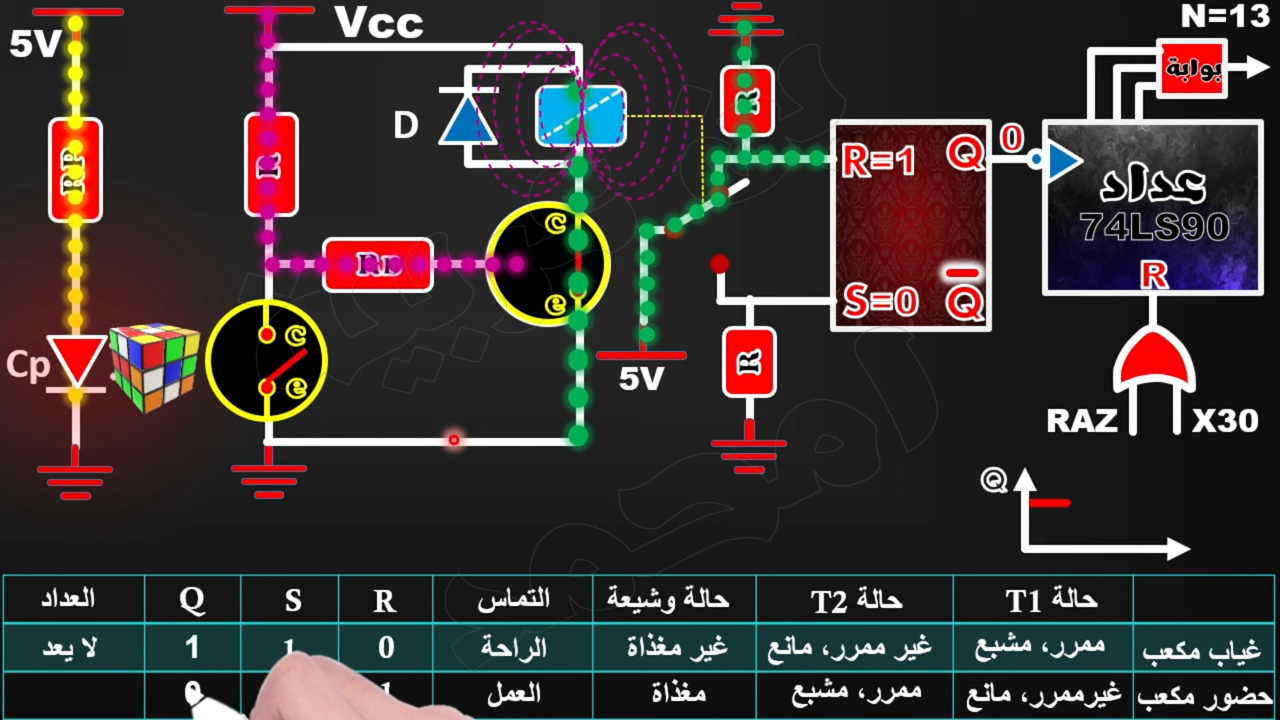 N=13
Vcc
5V
بوابة
R
D
R
RP
R
c
R=1
Q
0
عداد
74LS90
Rb
e
R
S=0
Q
c
Cp
e
5V
R
RAZ
X30
Q
حالة T1
حالة T2
حالة وشيعة
التماس
R
S
Q
العداد
غياب مكعب
ممرر، مشبع
غير ممرر، مانع
غير مغذاة
الراحة
0
1
1
لا يعد
حضور مكعب
غيرممرر، مانع
ممرر، مشبع
مغذاة
العمل
1
0